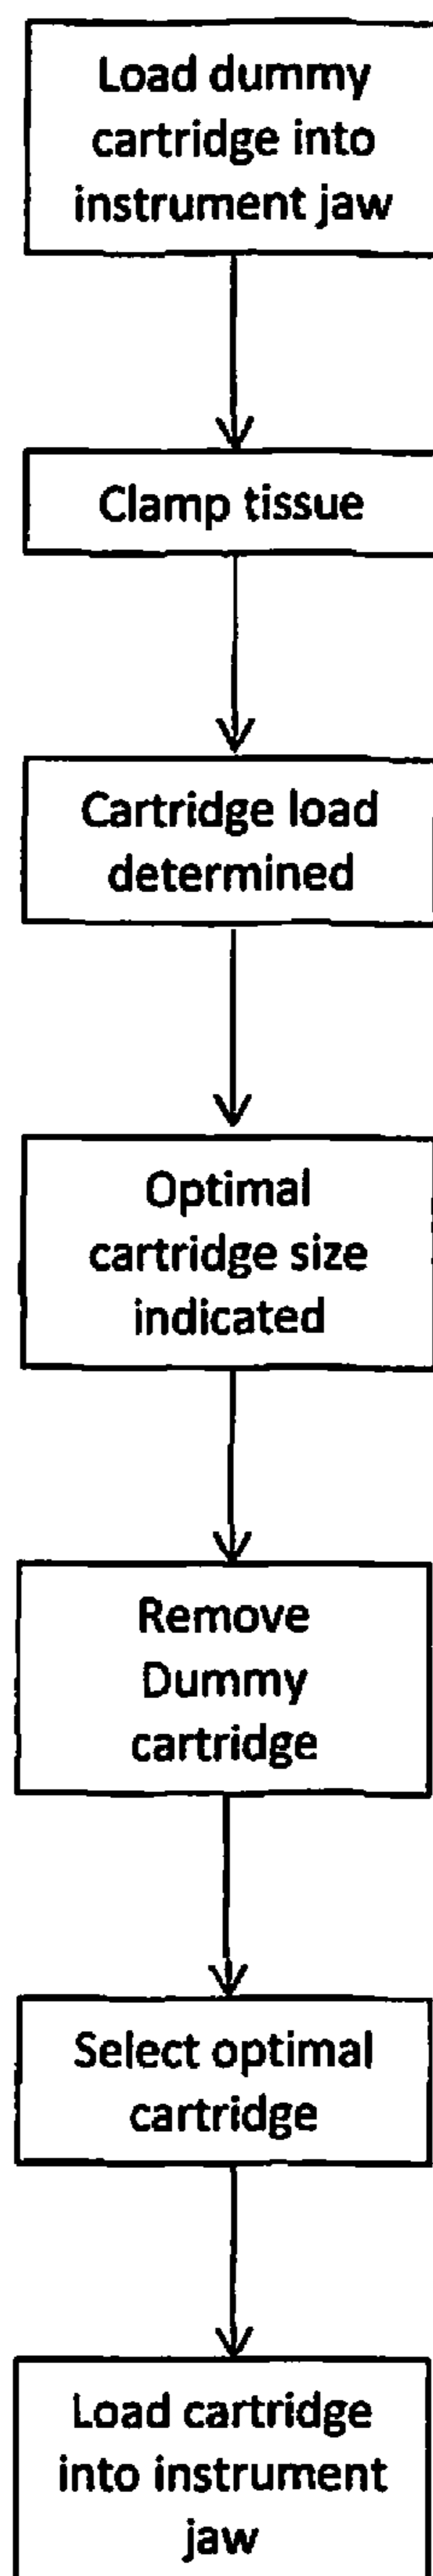 Load dummy
cartridge into
instrument jaw
Clamp tissue
Cartridge load
determined
Optimal
cartridge size
indicated
Remove
Dummy
cartridge
Select optimal
cartridge
Load cartridge
into instrument
jaw